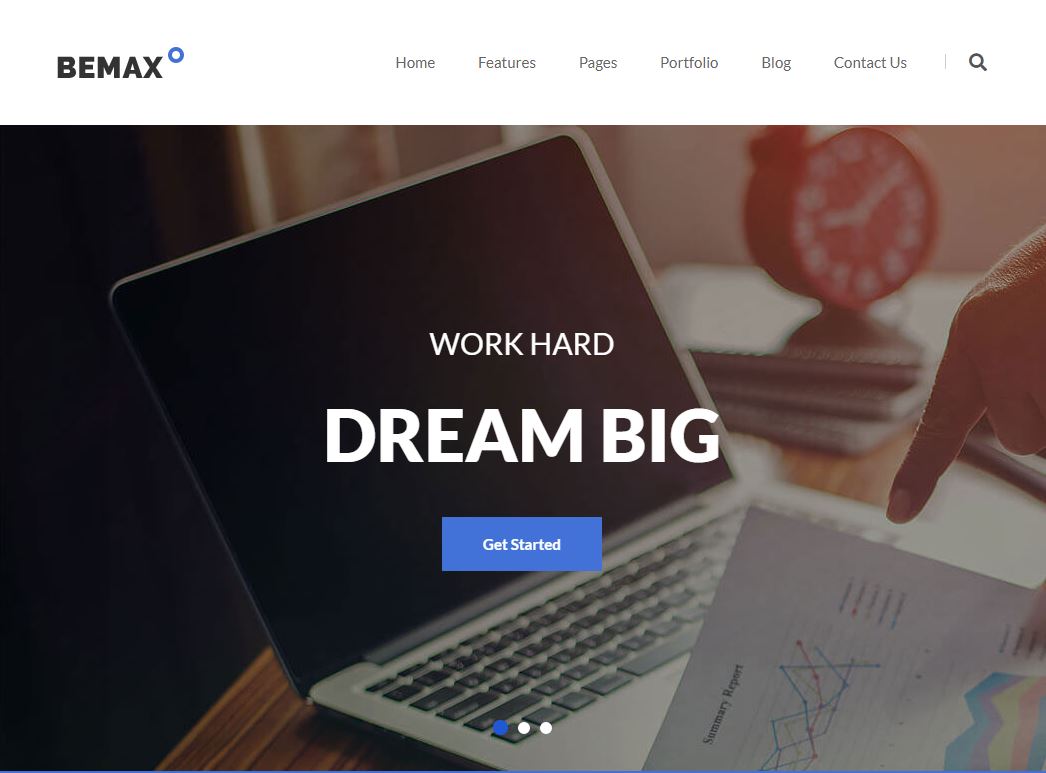 BEMAX
Home Features Pages Portfolio Blog Contact Us
WORK HARD
DREAM BIG
Get Started
Summary Report